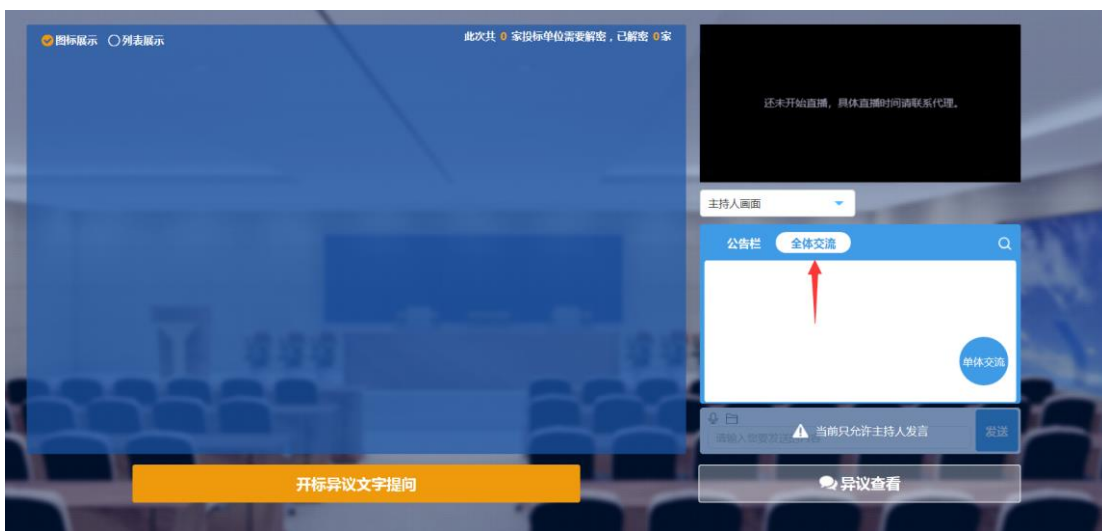 图标展示 列表展示
此次共 0 家投标单位需要解密，已解密 0家
还未开始直播，具体直播时间请联系代理。
主持人画面
公告栏 全体交流
单体交流
当前只允许主持人发言
发送
开标异议文字提问
异议查看